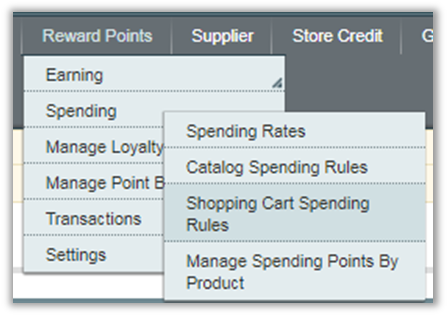 Reward Points Supplier Store Credit G
Earning
Spending
Manage Loyalty
Manage Point B
Transactions
Settings
Spending Rates
Catalog Spending Rules
Shopping Cart Spending
Rules
Manage Spending Points By
Product